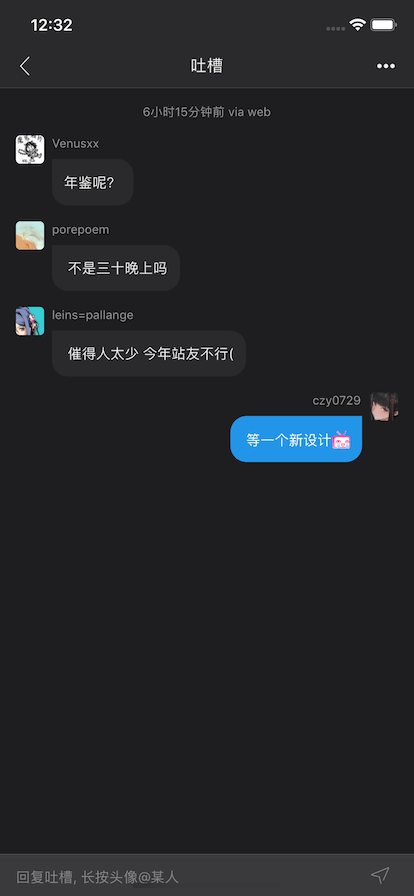 12:32
吐槽
6小时15分钟前 via web
Venusxx
年鉴呢？
porepoem
不是三十晚上吗
leins=pallange
催得人太少 今年站友不行(
czy0729
等一个新设计
回复吐槽, 长按头像@某人